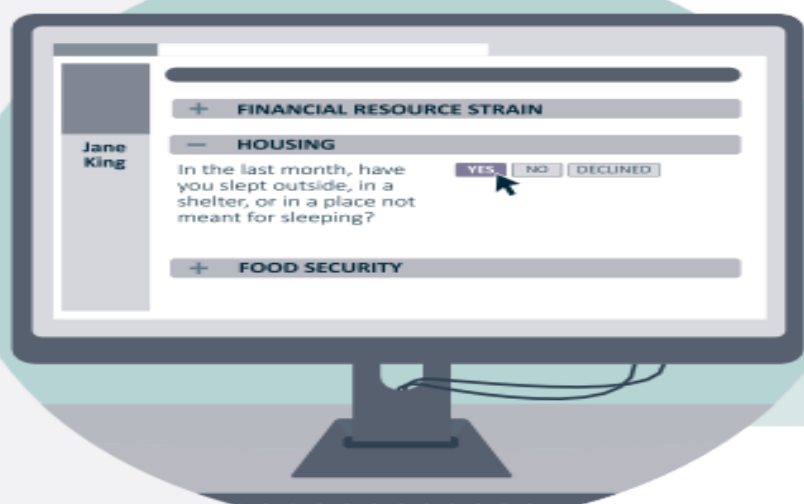 + FINANCIAL RESOURCE STRAIN
Jane
King
— HOUSING
In the last month, have
you slept outside, in a
shelter, or in a place not
meant for sleeping?
YES NO DECLINED
+ FOOD SECURITY